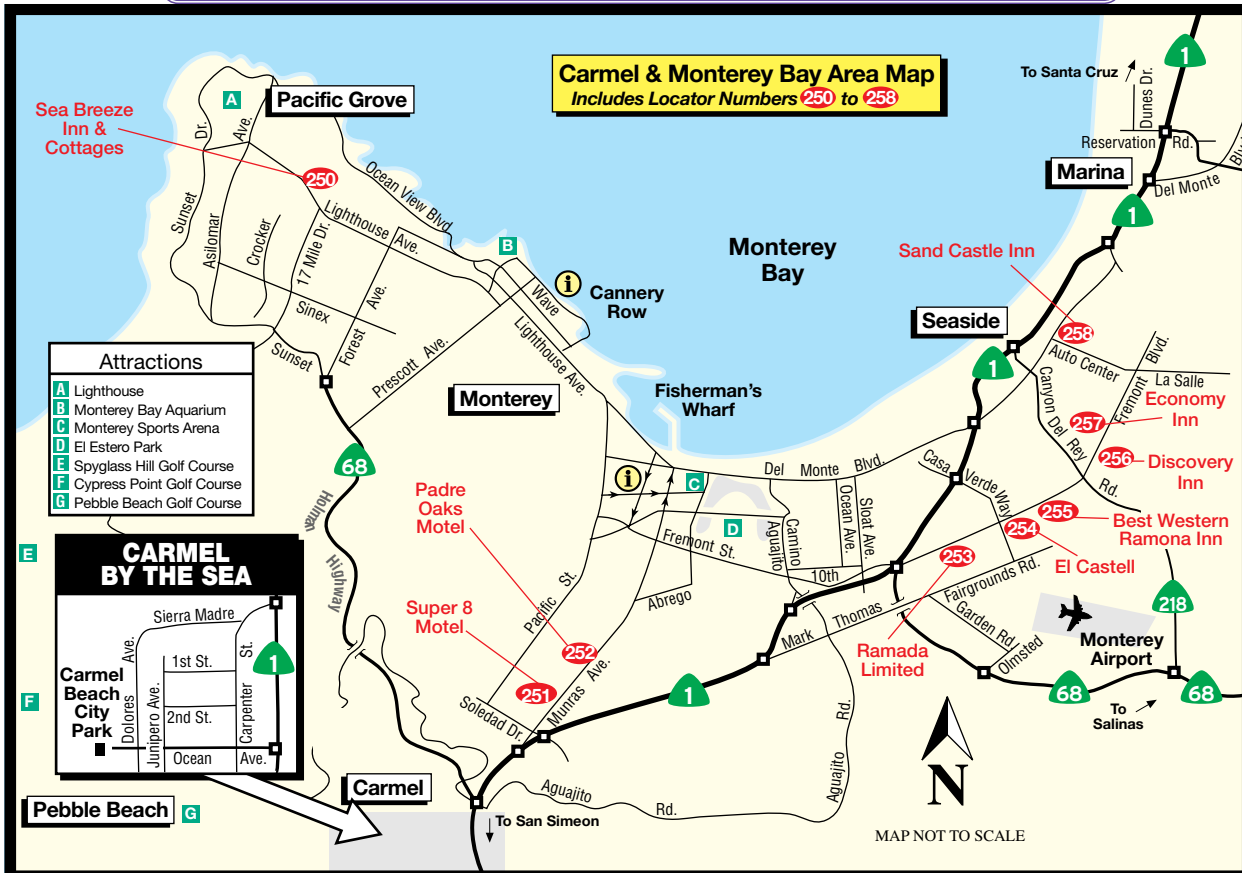 Carmel & Monterey Bay Area Map
Includes Locator Numbers 250 to 258
To Santa Cruz
1
Dunes Dr.
Reservation Rd.
Marina
Del Monte
1
A
Pacific Grove
Sea Breeze
Inn &
Cottages
250
Sunset
Dr.
Asilomar
Ave.
Crocker
17 Mile Dr.
Lighthouse Ave.
Ocean View Blvd
Sinex
Forest Ave.
Sunset
Prescott Ave.
B
Wave
i
Cannery
Row
Lighthouse Ave.
Monterey
Bay
Sand Castle Inn
Seaside
258
1
Auto Center
Blvd.
Fremont
La Salle
Canyon Del Rey
Rd.
257
Economy
Inn
256
Discovery
Inn
Attractions
A Lighthouse
B Monterey Bay Aquarium
C Monterey Sports Arena
D El Estero Park
E Spyglass Hill Golf Course
F Cypress Point Golf Course
G Pebble Beach Golf Course
Monterey
Fisherman's
Wharf
68
Holman
Highway
i
C
D
Del Monte Blvd.
Casa
Verde Way
Ocean Ave.
Sloat Ave.
Camino
Aguajito
Fremont St.
10th
Padre
Oaks
Motel
252
Super 8
Motel
251
Pacific St.
Abrego
Munras Ave.
Soledad Dr.
Mark Thomas
Fairgrounds Rd.
Garden Rd.
Olmsted
253
Ramada
Limited
254
El Castell
255
Best Western
Ramona Inn
218
Monterey
Airport
68
68
To
Salinas
1
Aguajito Rd.
Aguajito
Rd.
N
MAP NOT TO SCALE
E
CARMEL
BY THE SEA
Sierra Madre
Ave.
Dolores
Junipero Ave.
1st St.
2nd St.
St.
Carpenter
1
Carmel
Beach
City
Park
Ocean
Ave.
F
Carmel
Pebble Beach
G
To San Simeon